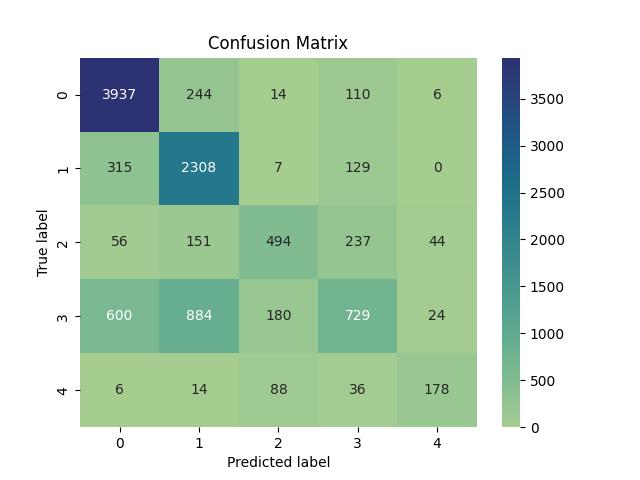 Confusion Matrix
0 3937 244 14 110 6
1 315 2308 7 129 0
2 56 151 494 237 44
3 600 884 180 729 24
4 6 14 88 36 178
0 1 2 3 4
Predicted label
True label
3500
3000
2500
2000
1500
1000
500
0